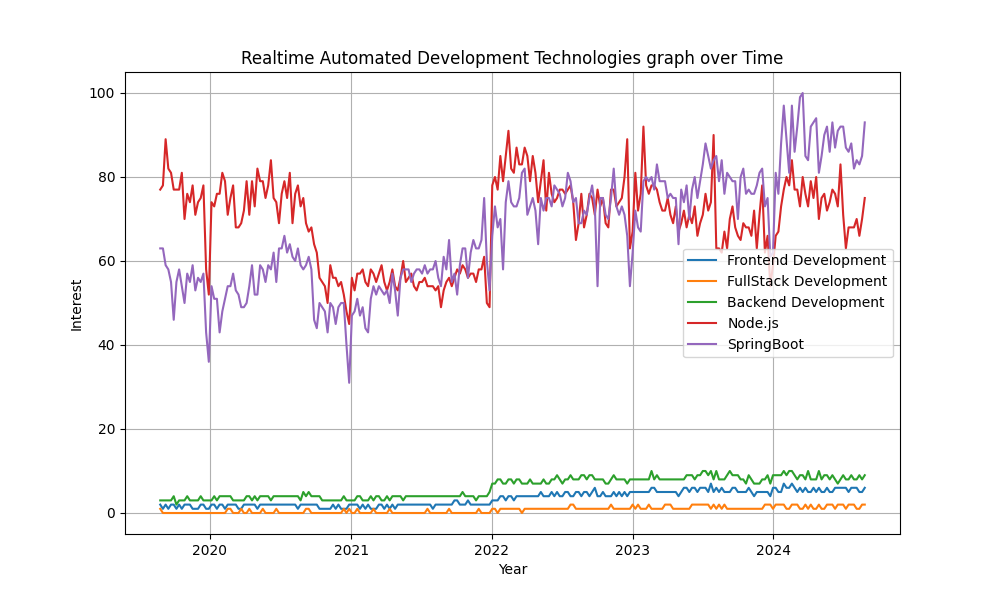 Realtime Automated Development Technologies graph over Time
100
80
60
40
20
0
Interest
2020
2021
2022
2023
2024
Year
Frontend Development
FullStack Development
Backend Development
Node.js
SpringBoot